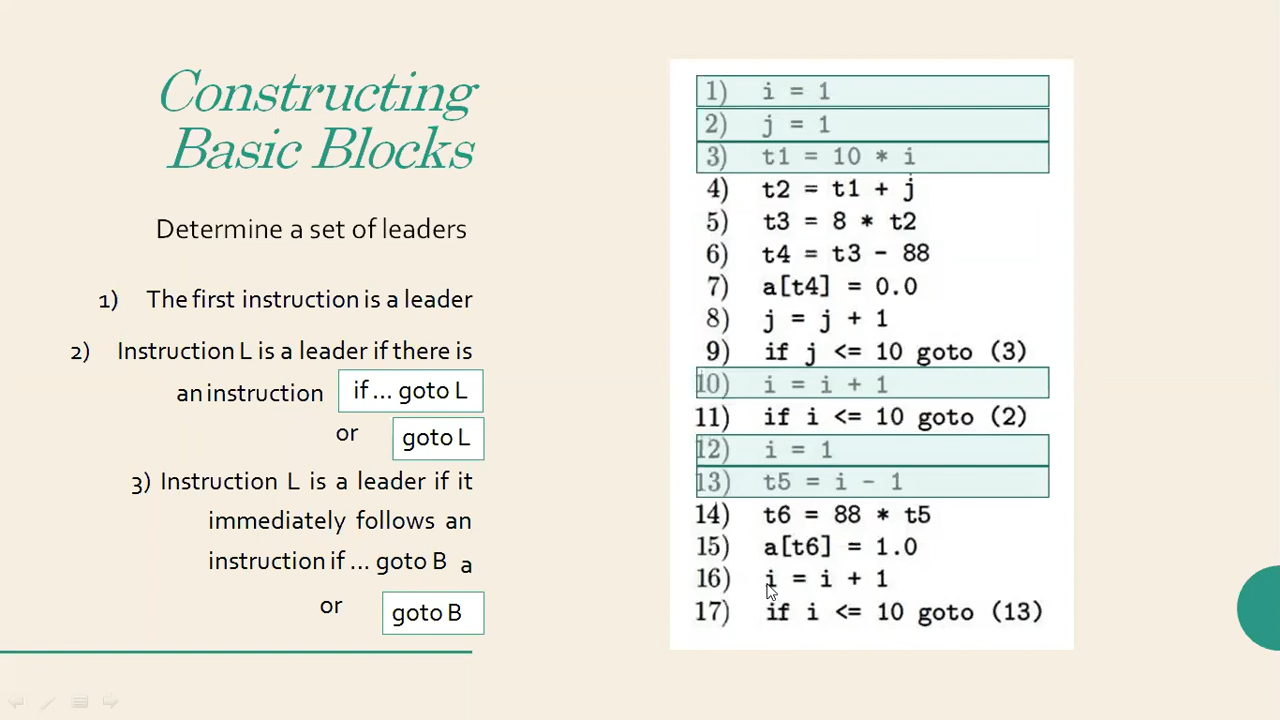 Constructing
Basic Blocks
Determine a set of leaders
1) The first instruction is a leader
2) Instruction L is a leader if there is
an instruction if ... goto L
or goto L
3) Instruction L is a leader if it
immediately follows an
instruction if ... goto B a
or goto B
1) i = 1
2) j = 1
3) t1 = 10 * i
4) t2 = t1 + j
5) t3 = 8 * t2
6) t4 = t3 - 88
7) a[t4] = 0.0
8) j = j + 1
9) if j <= 10 goto (3)
10) i = i + 1
11) if i <= 10 goto (2)
12) i = 1
13) t5 = i - 1
14) t6 = 88 * t5
15) a[t6] = 1.0
16) i = i + 1
17) if i <= 10 goto (13)